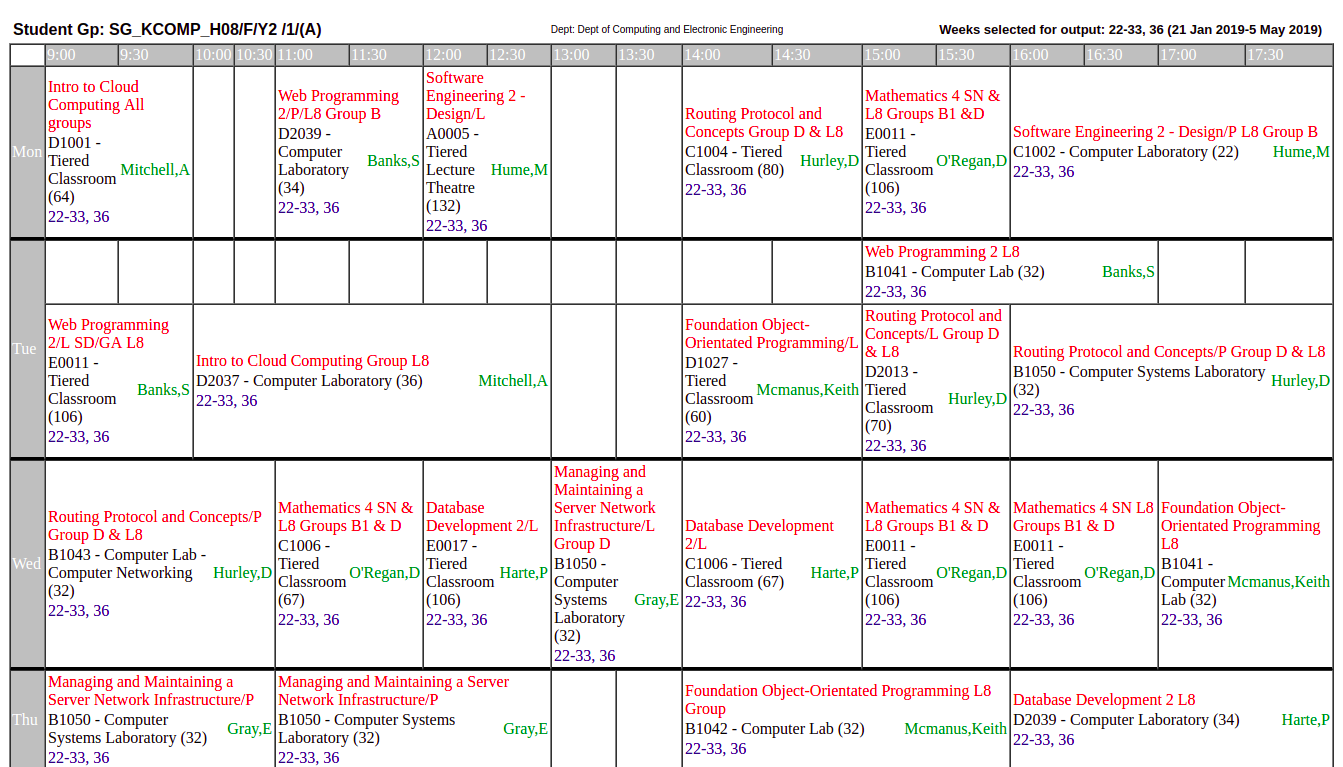 Student Gp: SG_KCOMP_H08/F/Y2 /1/(A)
Dept: Dept of Computing and Electronic Engineering
Weeks selected for output: 22-33, 36 (21 Jan 2019-5 May 2019)
9:00 9:30 10:00 10:30 11:00 11:30 12:00 12:30 13:00 13:30 14:00 14:30 15:00 15:30 16:00 16:30 17:00 17:30
Mon
Intro to Cloud
Computing All
groups
D1001 -
Tiered
Classroom
(64)
Mitchell,A
22-33, 36
Web Programming
2/P/L8 Group B
D2039 -
Computer
Laboratory
(34)
Banks,S
22-33, 36
Software
Engineering 2 -
Design/L
A0005 -
Tiered
Lecture
Theatre
(132)
Hume,M
22-33, 36
Routing Protocol and
Concepts Group D & L8
C1004 - Tiered
Classroom (80)
Hurley,D
22-33, 36
Mathematics 4 SN &
L8 Groups B1 &D
E0011 -
Tiered
Classroom
(106)
O'Regan,D
22-33, 36
Software Engineering 2 - Design/P L8 Group B
C1002 - Computer Laboratory (22)
Hume,M
22-33, 36
Tue
Web Programming 2 L8
B1041 - Computer Lab (32)
Banks,S
22-33, 36
Web Programming
2/L SD/GA L8
E0011 -
Tiered
Classroom
(106)
Banks,S
22-33, 36
Intro to Cloud Computing Group L8
D2037 - Computer Laboratory (36)
Mitchell,A
22-33, 36
Foundation Object-
Orientated Programming/L
D1027 -
Tiered
Classroom
(60)
Mcmanus,Keith
22-33, 36
Routing Protocol and
Concepts/L Group D
& L8
D2013 -
Tiered
Classroom
(70)
Hurley,D
22-33, 36
Routing Protocol and Concepts/P Group D & L8
B1050 - Computer Systems Laboratory
(32)
Hurley,D
22-33, 36
Wed
Routing Protocol and Concepts/P
Group D & L8
B1043 - Computer Lab -
Computer Networking
(32)
Hurley,D
22-33, 36
Mathematics 4 SN &
L8 Groups B1 & D
C1006 -
Tiered
Classroom
(67)
O'Regan,D
22-33, 36
Database
Development 2/L
E0017 -
Tiered
Classroom
(106)
Harte,P
22-33, 36
Managing and
Maintaining a
Server Network
Infrastructure/L
Group D
B1050 -
Computer
Systems
Laboratory
(32)
Gray,E
22-33, 36
Database Development
2/L
C1006 - Tiered
Classroom (67)
Harte,P
22-33, 36
Mathematics 4 SN &
L8 Groups B1 & D
E0011 -
Tiered
Classroom
(106)
O'Regan,D
22-33, 36
Mathematics 4 SN L8
Groups B1 & D
E0011 -
Tiered
Classroom
(106)
O'Regan,D
22-33, 36
Foundation Object-
Orientated Programming
L8
B1041 -
Computer
Lab (32)
Mcmanus,Keith
22-33, 36
Thu
Managing and Maintaining a
Server Network Infrastructure/P
B1050 - Computer
Systems Laboratory (32)
Gray,E
22-33, 36
Managing and Maintaining a Server
Network Infrastructure/P
B1050 - Computer Systems
Laboratory (32)
Gray,E
22-33, 36
Foundation Object-Orientated Programming L8
Group
B1042 - Computer Lab (32)
Mcmanus,Keith
22-33, 36
Database Development 2 L8
D2039 - Computer Laboratory (34)
Harte,P
22-33, 36